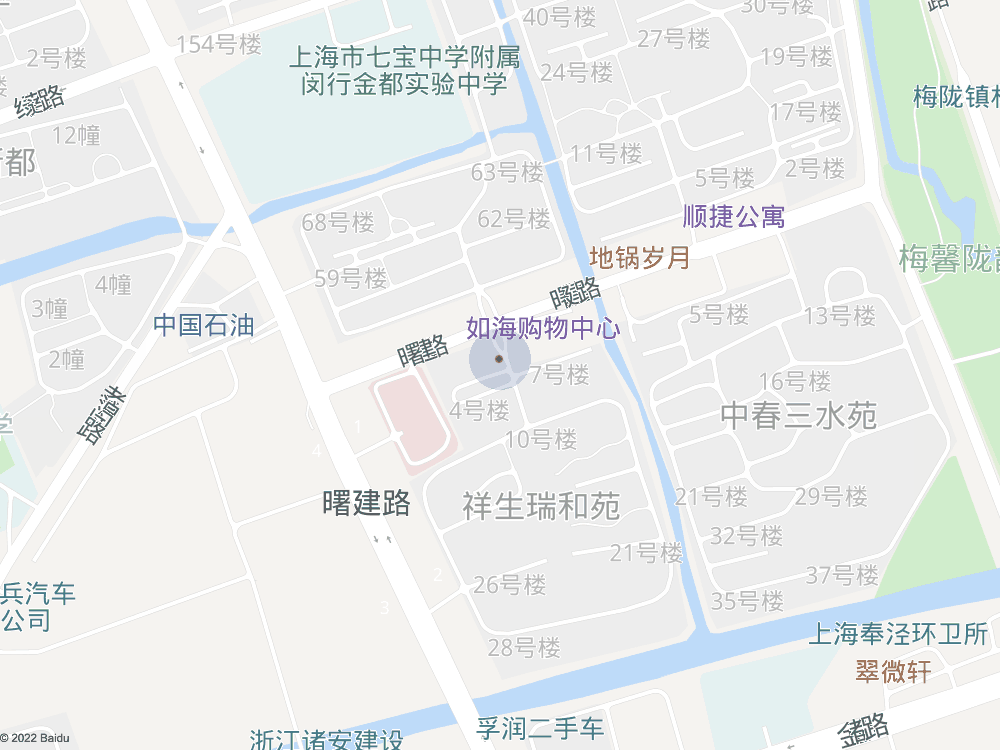 40号楼
30号楼
路
154号楼
27号楼
2号楼
上海市七宝中学附属
闵行金都实验中学
19号楼
24号楼
路
梅陇镇
17号楼
12幢
11号楼
都
63号楼
5号楼
2号楼
68号楼
62号楼
顺捷公寓
地锅岁月
梅馨陇
59号楼
4幢
3幢
曙建路
5号楼
13号楼
中国石油
如海购物中心
曙建路
2幢
7号楼
16号楼
4号楼
中春三水苑
学
10号楼
1
4
曙建路
祥生瑞和苑
21号楼
29号楼
32号楼
21号楼
2
26号楼
37号楼
兵汽车
公司
3
35号楼
28号楼
上海奉泾环卫所
翠微轩
孚润二手车
浙江诸安建设
路
© 2022 Baidu